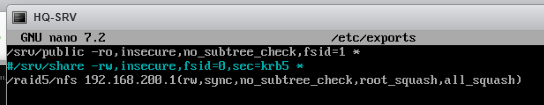 HQ-SRV
GNU nano 7.2 /etc/exports
/srv/public -ro,insecure,no_subtree_check,fsid=1 *
#/srv/share -rw,insecure,fsid=0,sec=krb5 *
/raid5/nfs 192.168.200.1(rw,sync,no_subtree_check,root_squash,all_squash)